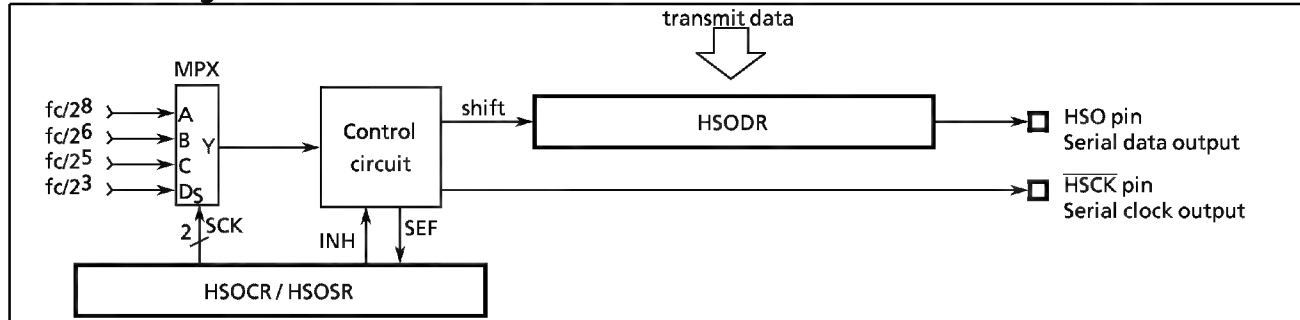 transmit data
MPX
fc/2⁸ A
fc/2⁶ B
fc/2⁵ C
fc/2³ D
Y
S
2 SCK
Control
circuit
shift
HSODR
HSO pin
Serial data output
H̅S̅C̅K̅ pin
Serial clock output
INH
SEF
HSOCR / HSOSR